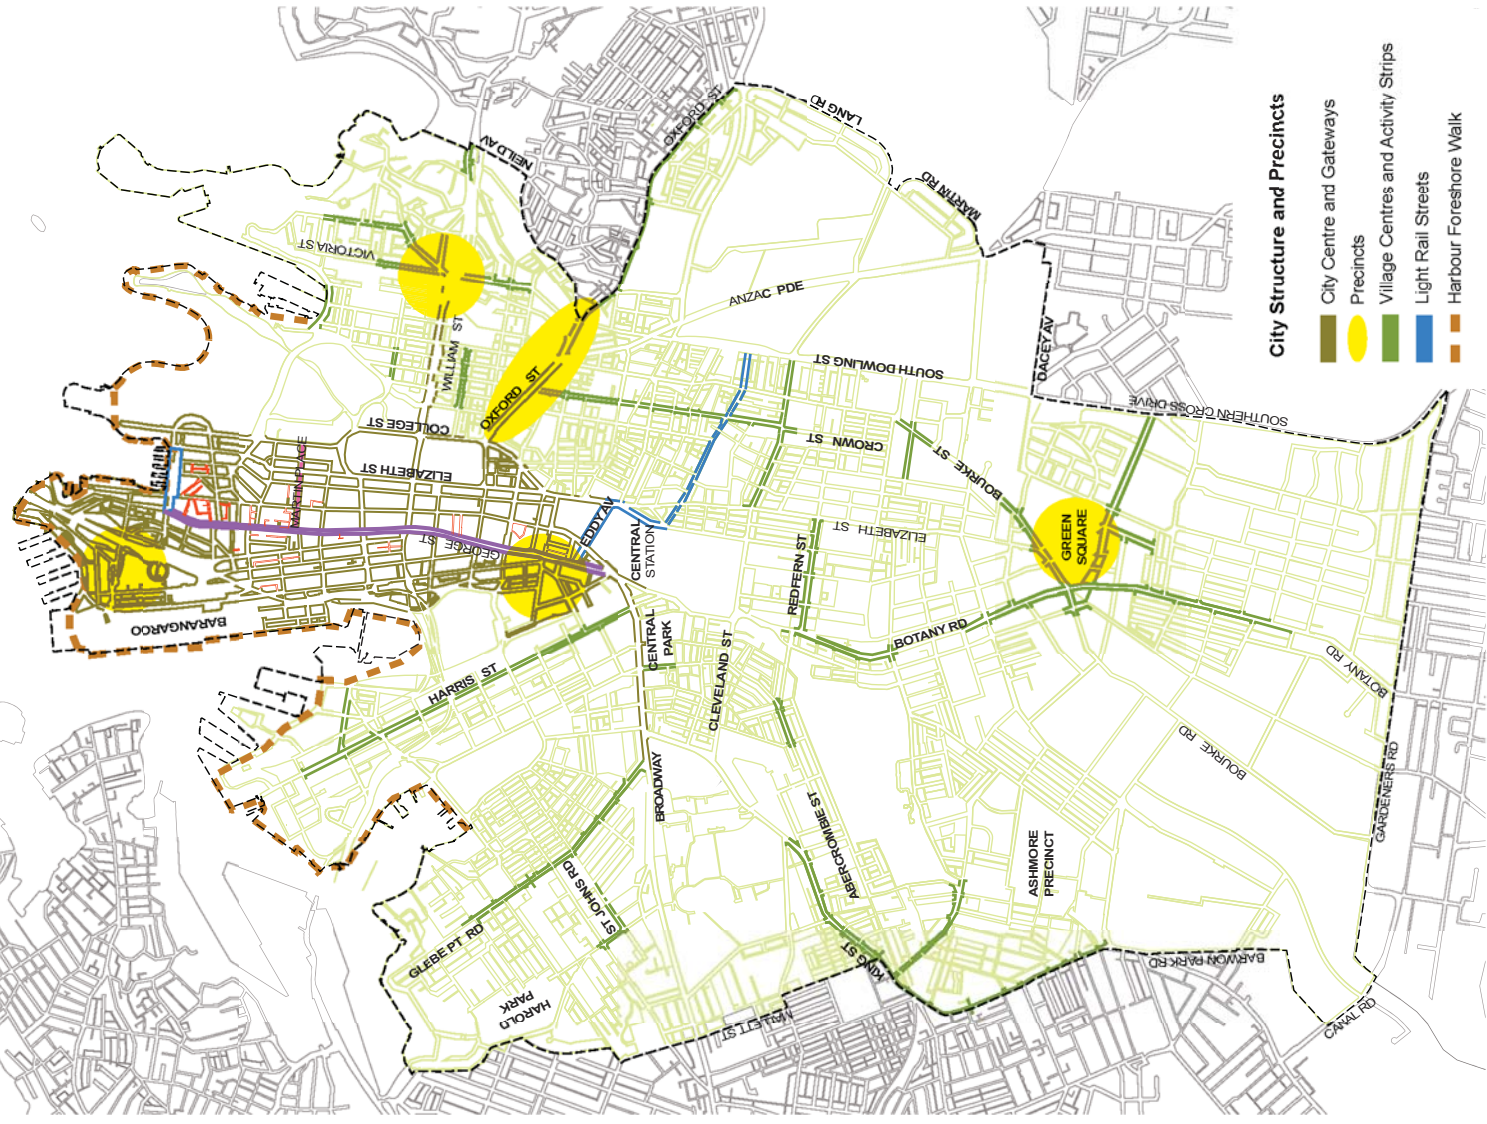 VICTORIA ST
NEILD AV
OXFORD ST
LANG RD
MARTIN RD
WILLIAM ST
ANZAC PDE
OXFORD ST
COLLEGE ST
ELIZABETH ST
MARTIN PLACE
GEORGE ST
EDDY AV
CENTRAL
STATION
SOUTH DOWLING ST
CROWN ST
BOURKE ST
ELIZABETH ST
REDFERN ST
DACEY AV
SOUTHERN CROSS DRIVE
GREEN
SQUARE
BARANGAROO
HARRIS ST
CENTRAL
PARK
CLEVELAND ST
BOTANY RD
BOTANY RD
BROADWAY
BOURKE RD
GARDENERS RD
ABERCROMBIE ST
ASHMORE
PRECINCT
ST JOHNS RD
GLEBE PT RD
HAROLD
PARK
KING ST
MALLETT ST
BARWON PARK RD
CANAL RD
City Structure and Precincts
City Centre and Gateways
Precincts
Village Centres and Activity Strips
Light Rail Streets
Harbour Foreshore Walk